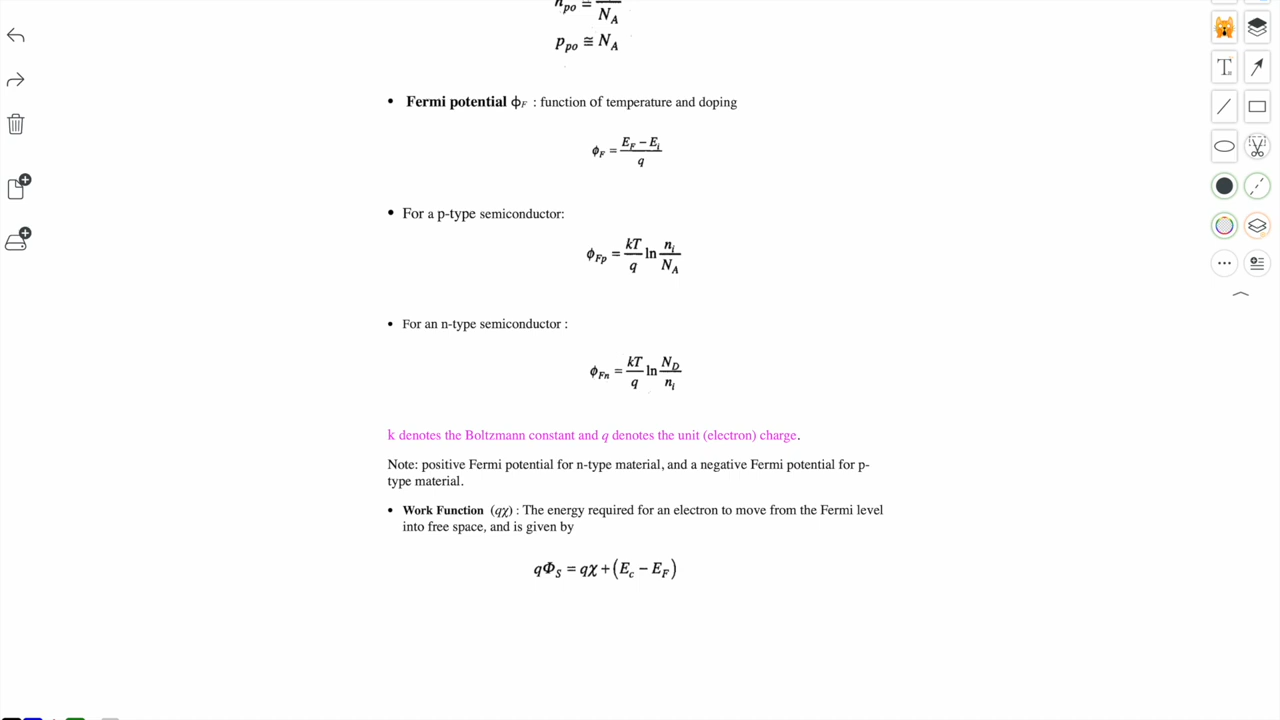 n_po = / N_A
p_po ≅ N_A
• Fermi potential ϕ_F : function of temperature and doping
ϕ_F = (E_F − E_i) / q
• For a p-type semiconductor:
ϕ_Fp = kT/q ln n_i/N_A
• For an n-type semiconductor :
ϕ_Fn = kT/q ln N_D/n_i
k denotes the Boltzmann constant and q denotes the unit (electron) charge.
Note: positive Fermi potential for n-type material, and a negative Fermi potential for p-
type material.
• Work Function (qχ) : The energy required for an electron to move from the Fermi level
into free space, and is given by
qΦ_S = qχ + (E_c − E_F)
T